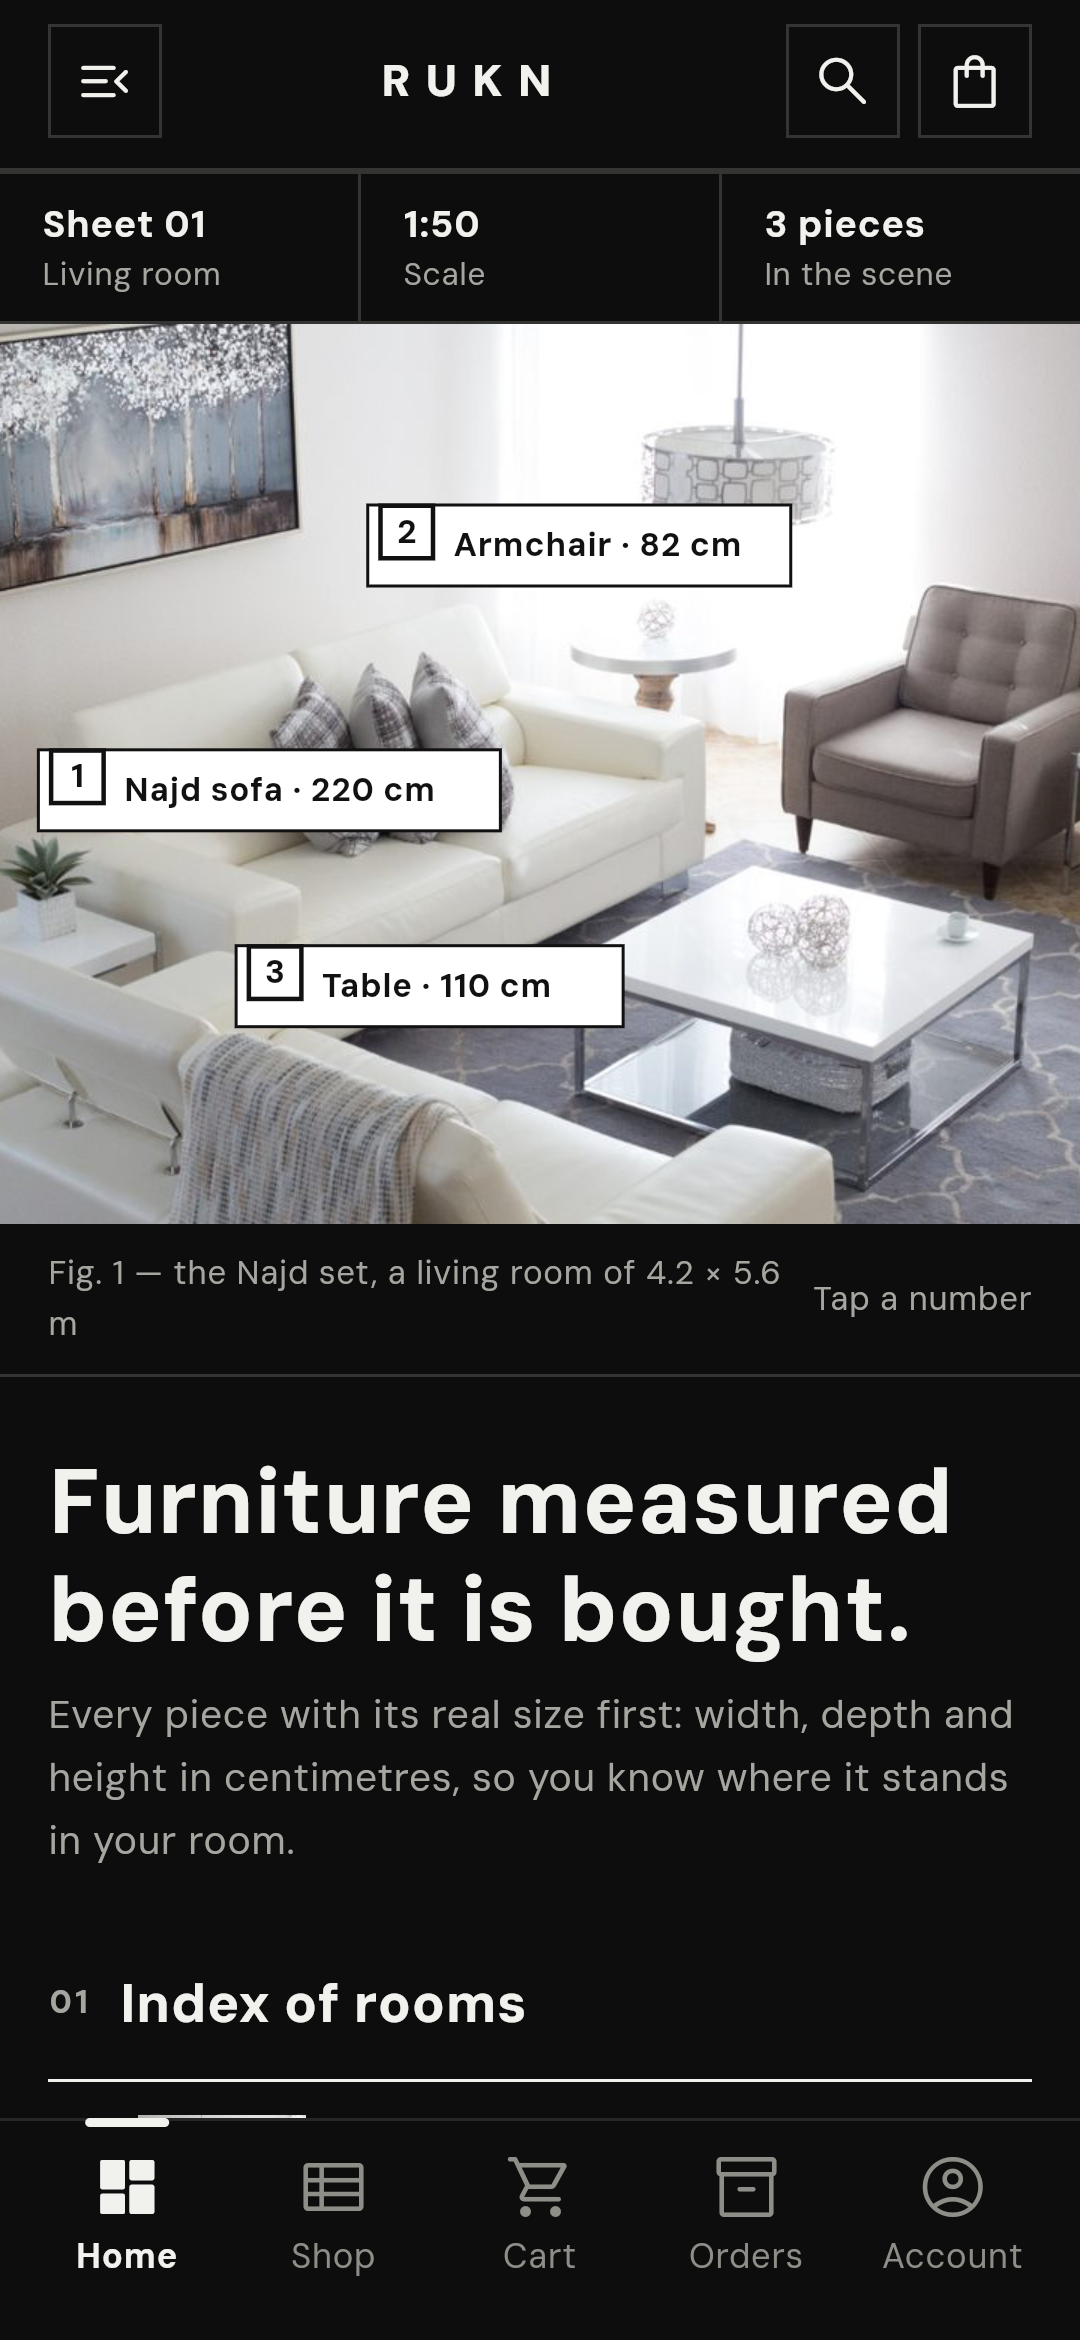 RUKN
Sheet 01
Living room
1:50
Scale
3 pieces
In the scene
2 Armchair · 82 cm
1 Najd sofa · 220 cm
3 Table · 110 cm
Fig. 1 — the Najd set, a living room of 4.2 × 5.6
m
Tap a number
Furniture measured
before it is bought.
Every piece with its real size first: width, depth and
height in centimetres, so you know where it stands
in your room.
01 Index of rooms
Home
Shop
Cart
Orders
Account